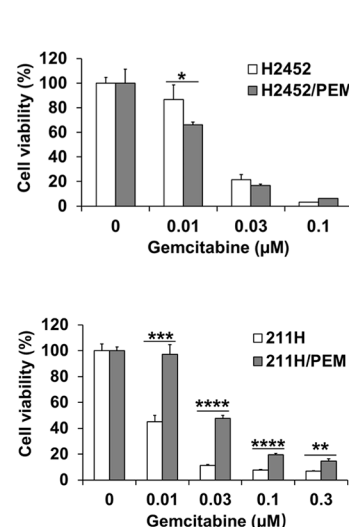 120
100
80
60
40
20
0
Cell viability (%)
*
H2452
H2452/PEM
0 0.01 0.03 0.1
Gemcitabine (μM)
120
100
80
60
40
20
0
Cell viability (%)
***
****
****
**
211H
211H/PEM
0 0.01 0.03 0.1 0.3
Gemcitabine (μM)